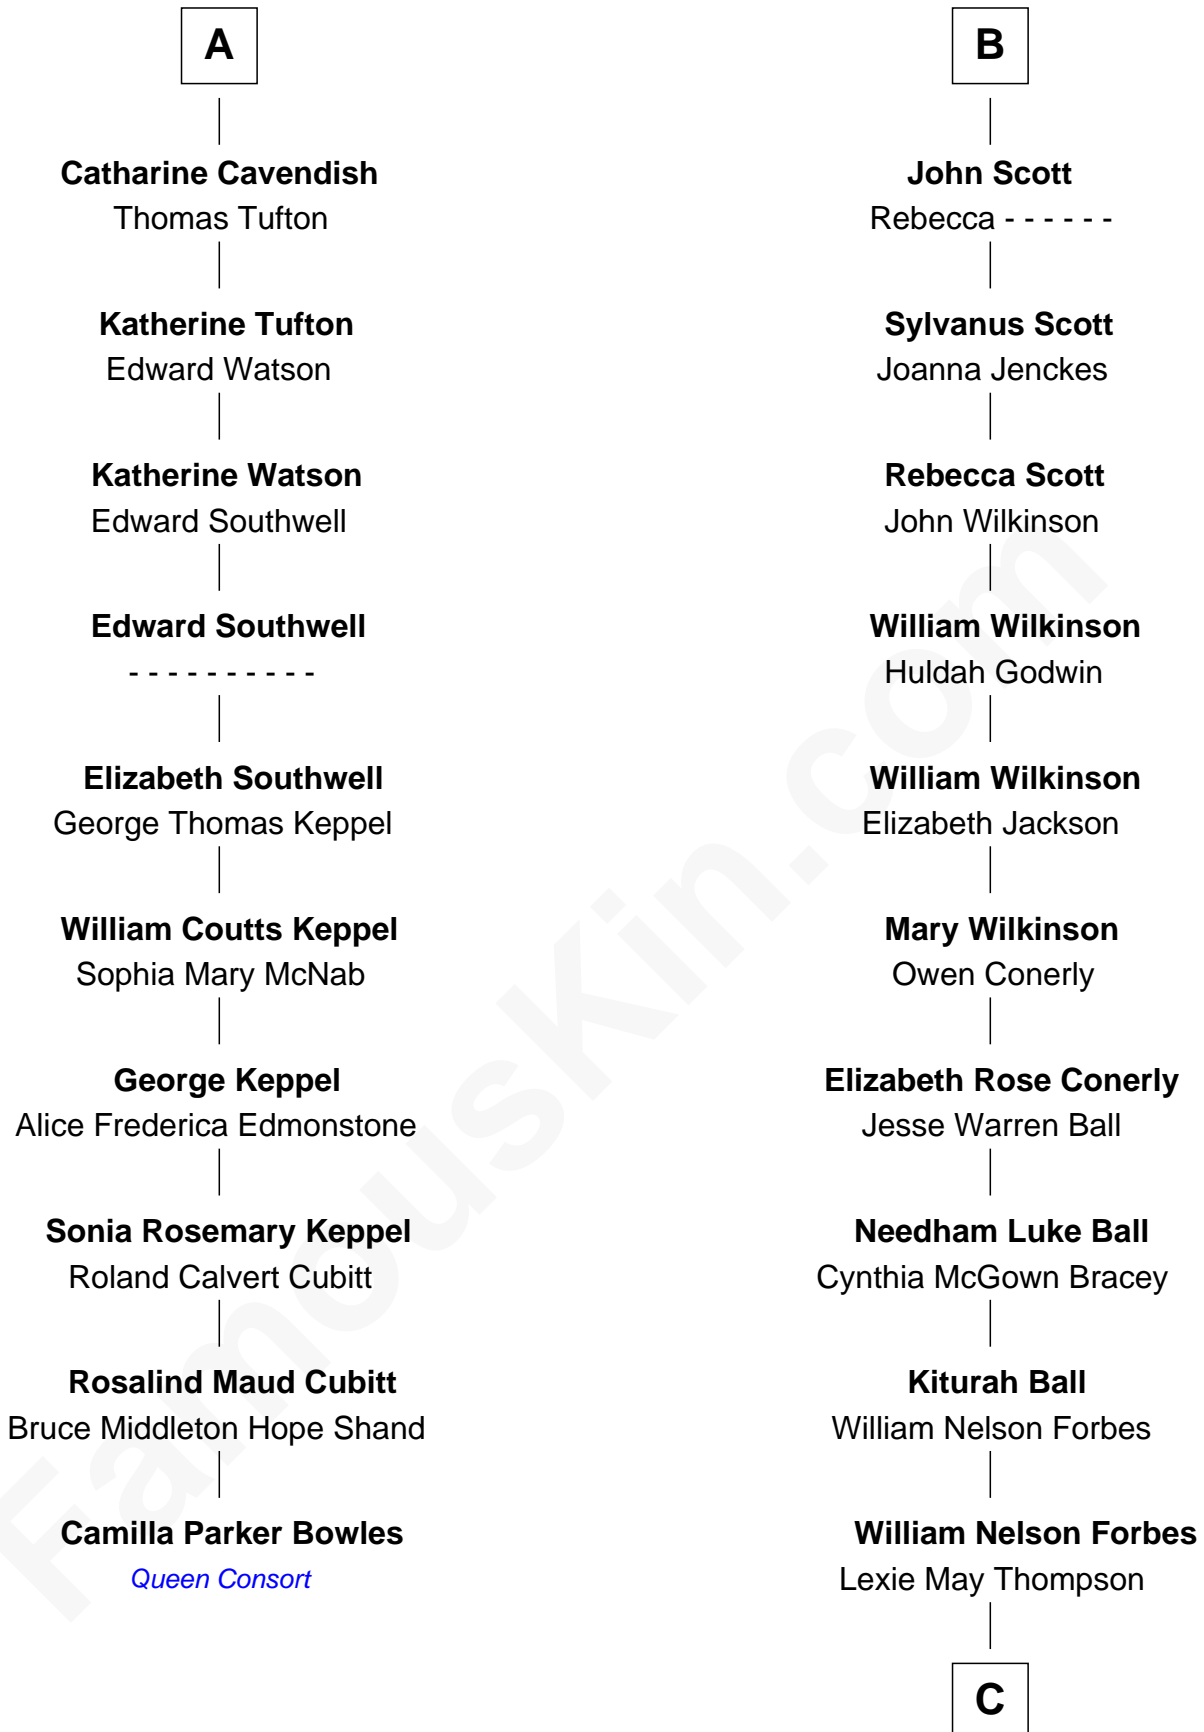 A
Catharine Cavendish
Thomas Tufton
Katherine Tufton
Edward Watson
Katherine Watson
Edward Southwell
Edward Southwell
- - - - - - - - - -
Elizabeth Southwell
George Thomas Keppel
William Coutts Keppel
Sophia Mary McNab
George Keppel
Alice Frederica Edmonstone
Sonia Rosemary Keppel
Roland Calvert Cubitt
Rosalind Maud Cubitt
Bruce Middleton Hope Shand
Camilla Parker Bowles
Queen Consort
B
John Scott
Rebecca - - - - - -
Sylvanus Scott
Joanna Jenckes
Rebecca Scott
John Wilkinson
William Wilkinson
Huldah Godwin
William Wilkinson
Elizabeth Jackson
Mary Wilkinson
Owen Conerly
Elizabeth Rose Conerly
Jesse Warren Ball
Needham Luke Ball
Cynthia McGown Bracey
Kiturah Ball
William Nelson Forbes
William Nelson Forbes
Lexie May Thompson
C
FamousKin.com